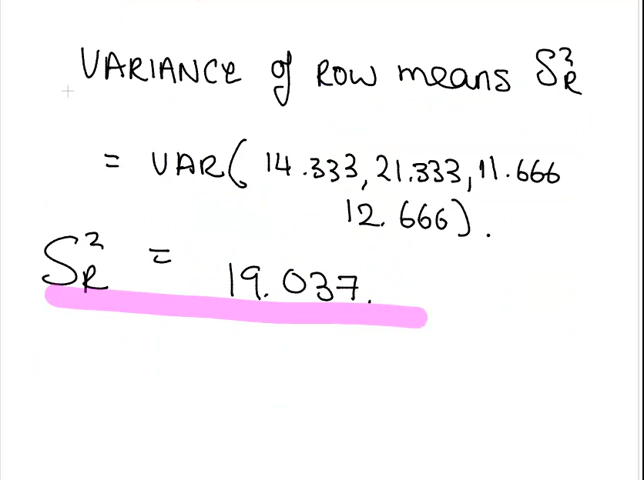 VARIANCE of ROW means S²R
= VAR( 14.333, 21.333, 11.666
12.666).
S²R = 19.037.